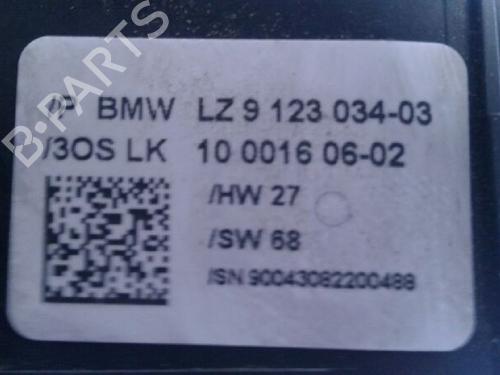 /P BMW LZ 9 123 034-03
/3OS LK 10 0016 06-02
/HW 27
/SW 68
/SN 90043082200488
B-PARTS